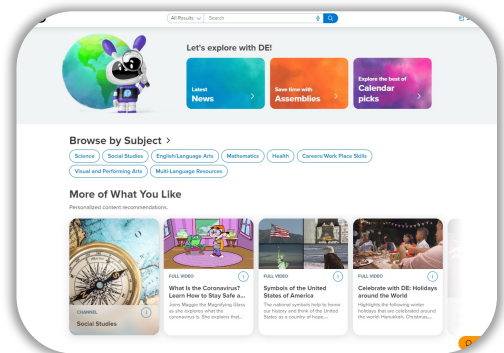 All Results Search
Let's explore with DE!
Latest
News
Save time with
Assemblies
Explore the best of
Calendar
picks
Browse by Subject >
Science Social Studies English/Language Arts Mathematics Health Careers/Work Place Skills
Visual and Performing Arts Multi-Language Resources
More of What You Like
Personalized content recommendations.
CHANNEL
Social Studies
FULL VIDEO
What Is the Coronavirus?
Learn How to Stay Safe a...
Joins Maggie the Magnifying Glass
as she explores what the
coronavirus is. She explains that...
FULL VIDEO
Symbols of the United
States of America
The national symbols help to honor
our history and think of the United
States as a country of hope,...
FULL VIDEO
Celebrate with DE: Holidays
around the World
Highlights the following winter
holidays that are celebrated around
the world: Hanukkah, Christmas,...